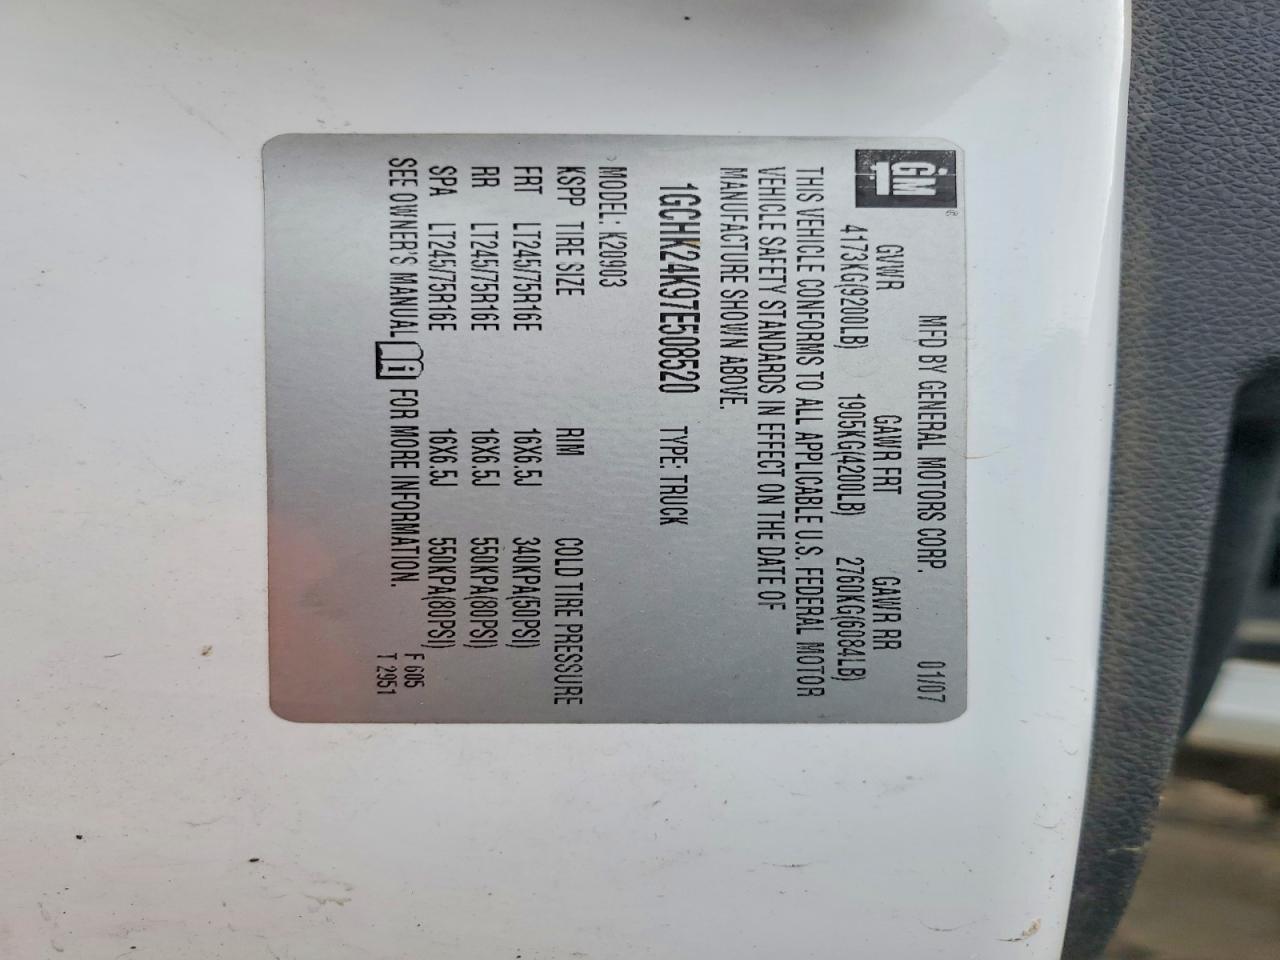 GM®
MFD BY GENERAL MOTORS CORP. 01/07
GVWR GAWR FRT GAWR RR
4173KG(9200LB) 1905KG(4200LB) 2760KG(6084LB)
THIS VEHICLE CONFORMS TO ALL APPLICABLE U.S. FEDERAL MOTOR
VEHICLE SAFETY STANDARDS IN EFFECT ON THE DATE OF
MANUFACTURE SHOWN ABOVE.
1GCHK24K97E508520 TYPE: TRUCK
MODEL: K20903
KSPP TIRE SIZE RIM COLD TIRE PRESSURE
FRT LT245/75R16E 16X6.5J 340KPA(50PSI)
RR LT245/75R16E 16X6.5J 550KPA(80PSI)
SPA LT245/75R16E 16X6.5J 550KPA(80PSI)
SEE OWNER'S MANUAL FOR MORE INFORMATION.
F 605
T 2951